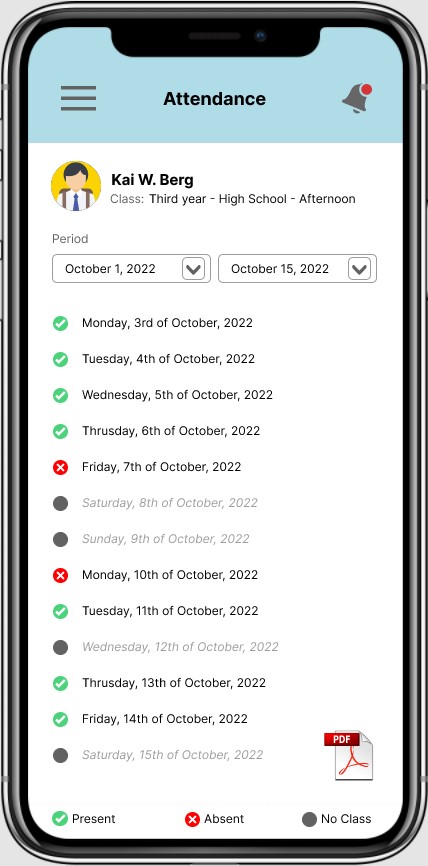 Attendance
Kai W. Berg
Class: Third year - High School - Afternoon
Period
October 1, 2022 October 15, 2022
Monday, 3rd of October, 2022
Tuesday, 4th of October, 2022
Wednesday, 5th of October, 2022
Thrusday, 6th of October, 2022
Friday, 7th of October, 2022
Saturday, 8th of October, 2022
Sunday, 9th of October, 2022
Monday, 10th of October, 2022
Tuesday, 11th of October, 2022
Wednesday, 12th of October, 2022
Thrusday, 13th of October, 2022
Friday, 14th of October, 2022
Saturday, 15th of October, 2022
PDF
Present Absent No Class